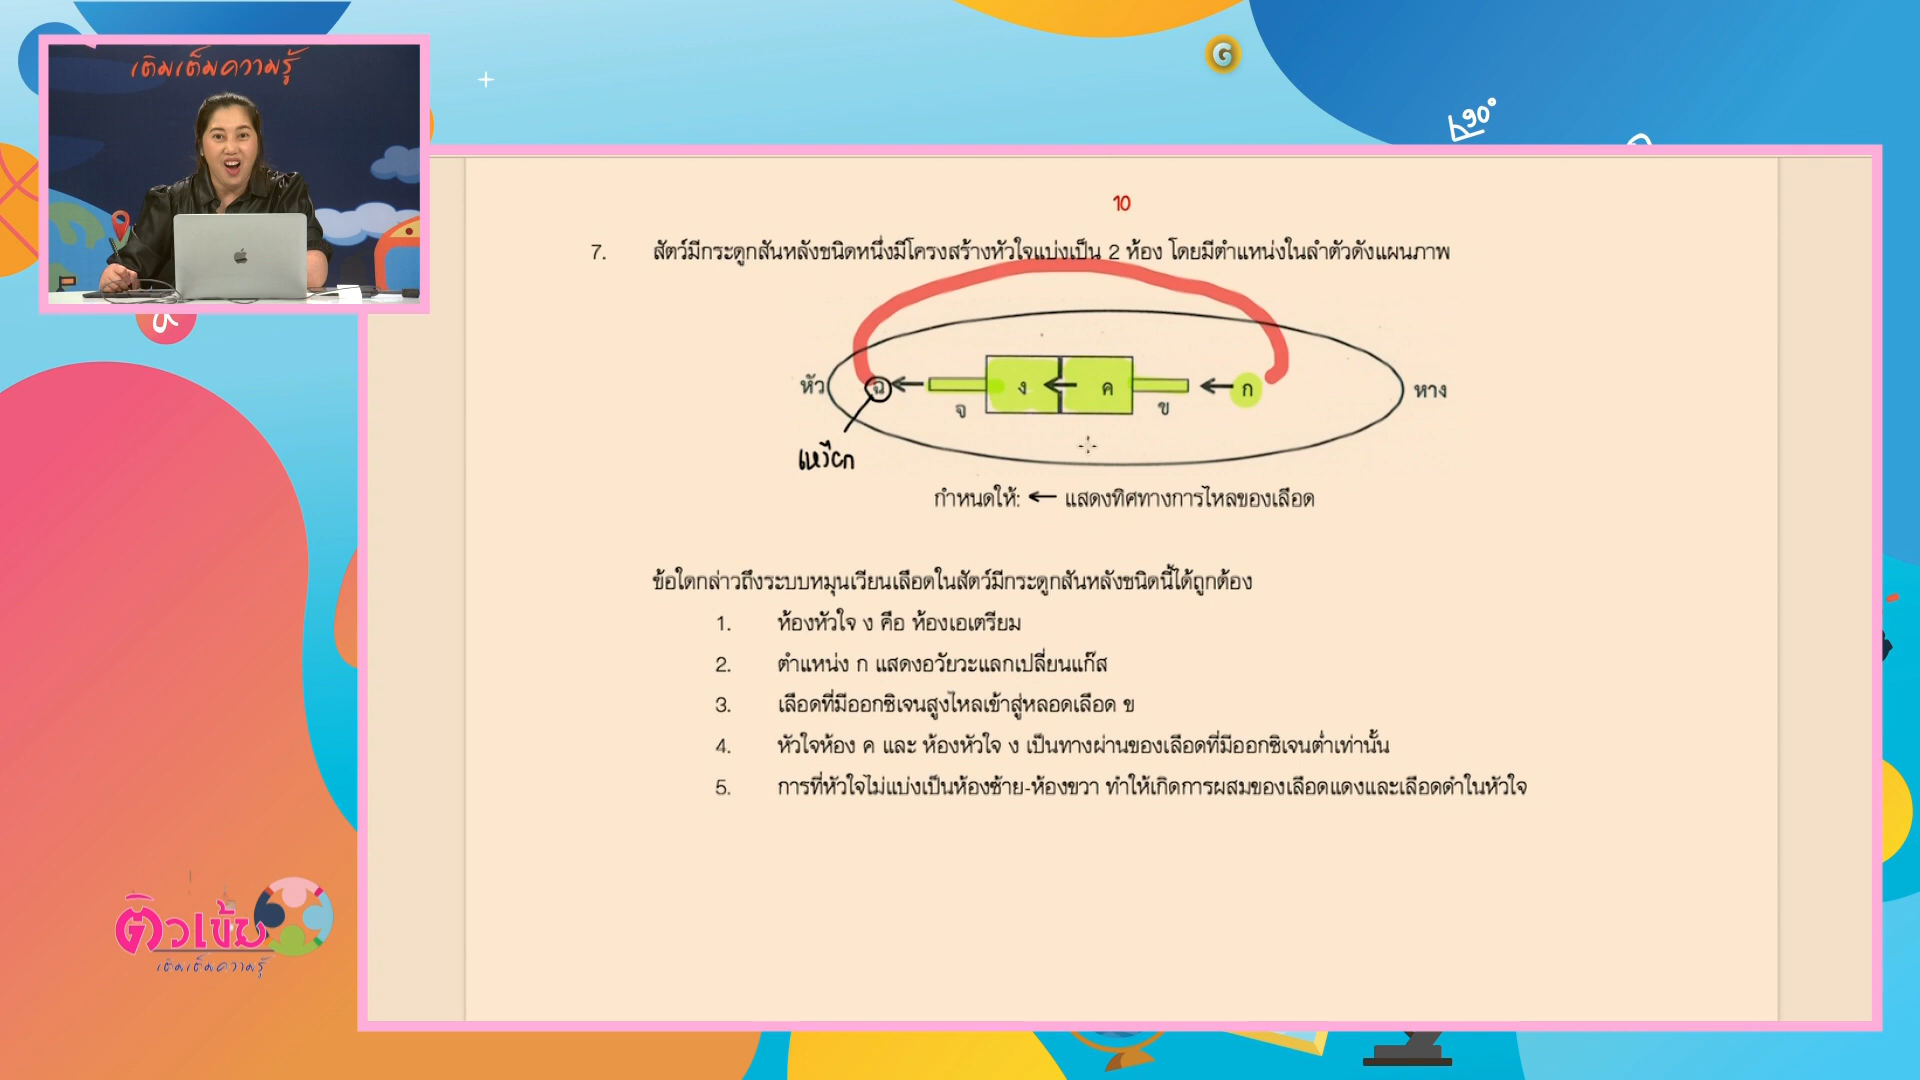 เติมเต็มความรู้
G
90°
10
7. สัตว์มีกระดูกสันหลังชนิดหนึ่งมีโครงสร้างหัวใจแบ่งเป็น 2 ห้อง โดยมีตำแหน่งในลำตัวดังแผนภาพ
หัว ฉ ง ค ก หาง
จ ข
เหงือก
กำหนดให้: ← แสดงทิศทางการไหลของเลือด
ข้อใดกล่าวถึงระบบหมุนเวียนเลือดในสัตว์มีกระดูกสันหลังชนิดนี้ได้ถูกต้อง
1. ห้องหัวใจ ง คือ ห้องเอเตรียม
2. ตำแหน่ง ก แสดงอวัยวะแลกเปลี่ยนแก๊ส
3. เลือดที่มีออกซิเจนสูงไหลเข้าสู่หลอดเลือด ข
4. หัวใจห้อง ค และ ห้องหัวใจ ง เป็นทางผ่านของเลือดที่มีออกซิเจนต่ำเท่านั้น
5. การที่หัวใจไม่แบ่งเป็นห้องซ้าย-ห้องขวา ทำให้เกิดการผสมของเลือดแดงและเลือดดำในหัวใจ
ติวเข้ม
เติมเต็มความรู้